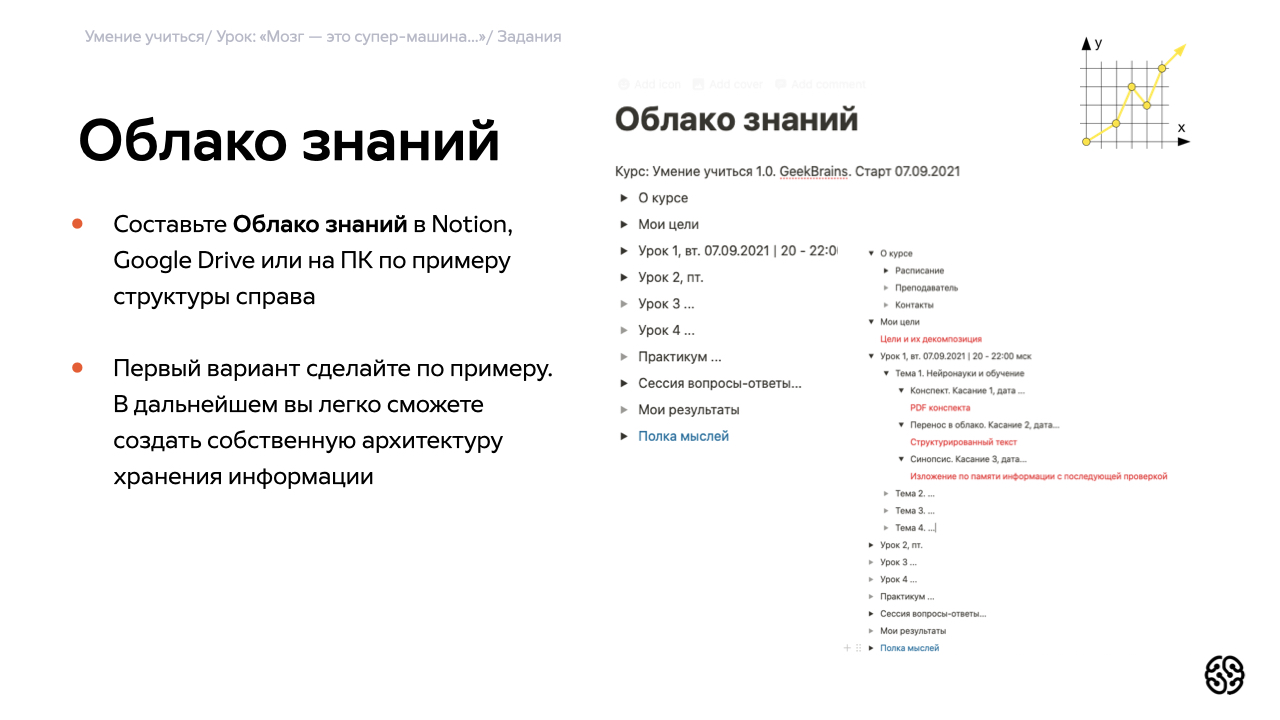 Умение учиться/ Урок: «Мозг — это супер-машина...»/ Задания
Облако знаний
Составьте Облако знаний в Notion,
Google Drive или на ПК по примеру
структуры справа
Первый вариант сделайте по примеру.
В дальнейшем вы легко сможете
создать собственную архитектуру
хранения информации
Add icon Add cover Add comment
Облако знаний
Курс: Умение учиться 1.0. GeekBrains. Старт 07.09.2021
О курсе
Мои цели
Урок 1, вт. 07.09.2021 | 20 - 22:0
Урок 2, пт.
Урок 3 ...
Урок 4 ...
Практикум ...
Сессия вопросы-ответы...
Мои результаты
Полка мыслей
О курсе
Расписание
Преподаватель
Контакты
Мои цели
Цели и их декомпозиция
Урок 1, вт. 07.09.2021 | 20 - 22:00 мск
Тема 1. Нейронауки и обучение
Конспект. Касание 1, дата ...
PDF конспекта
Перенос в облако. Касание 2, дата...
Структурированный текст
Синопсис. Касание 3, дата...
Изложение по памяти информации с последующей проверкой
Тема 2. ...
Тема 3. ...
Тема 4. ...
Урок 2, пт.
Урок 3 ...
Урок 4 ...
Практикум ...
Сессия вопросы-ответы...
Мои результаты
Полка мыслей
y
x